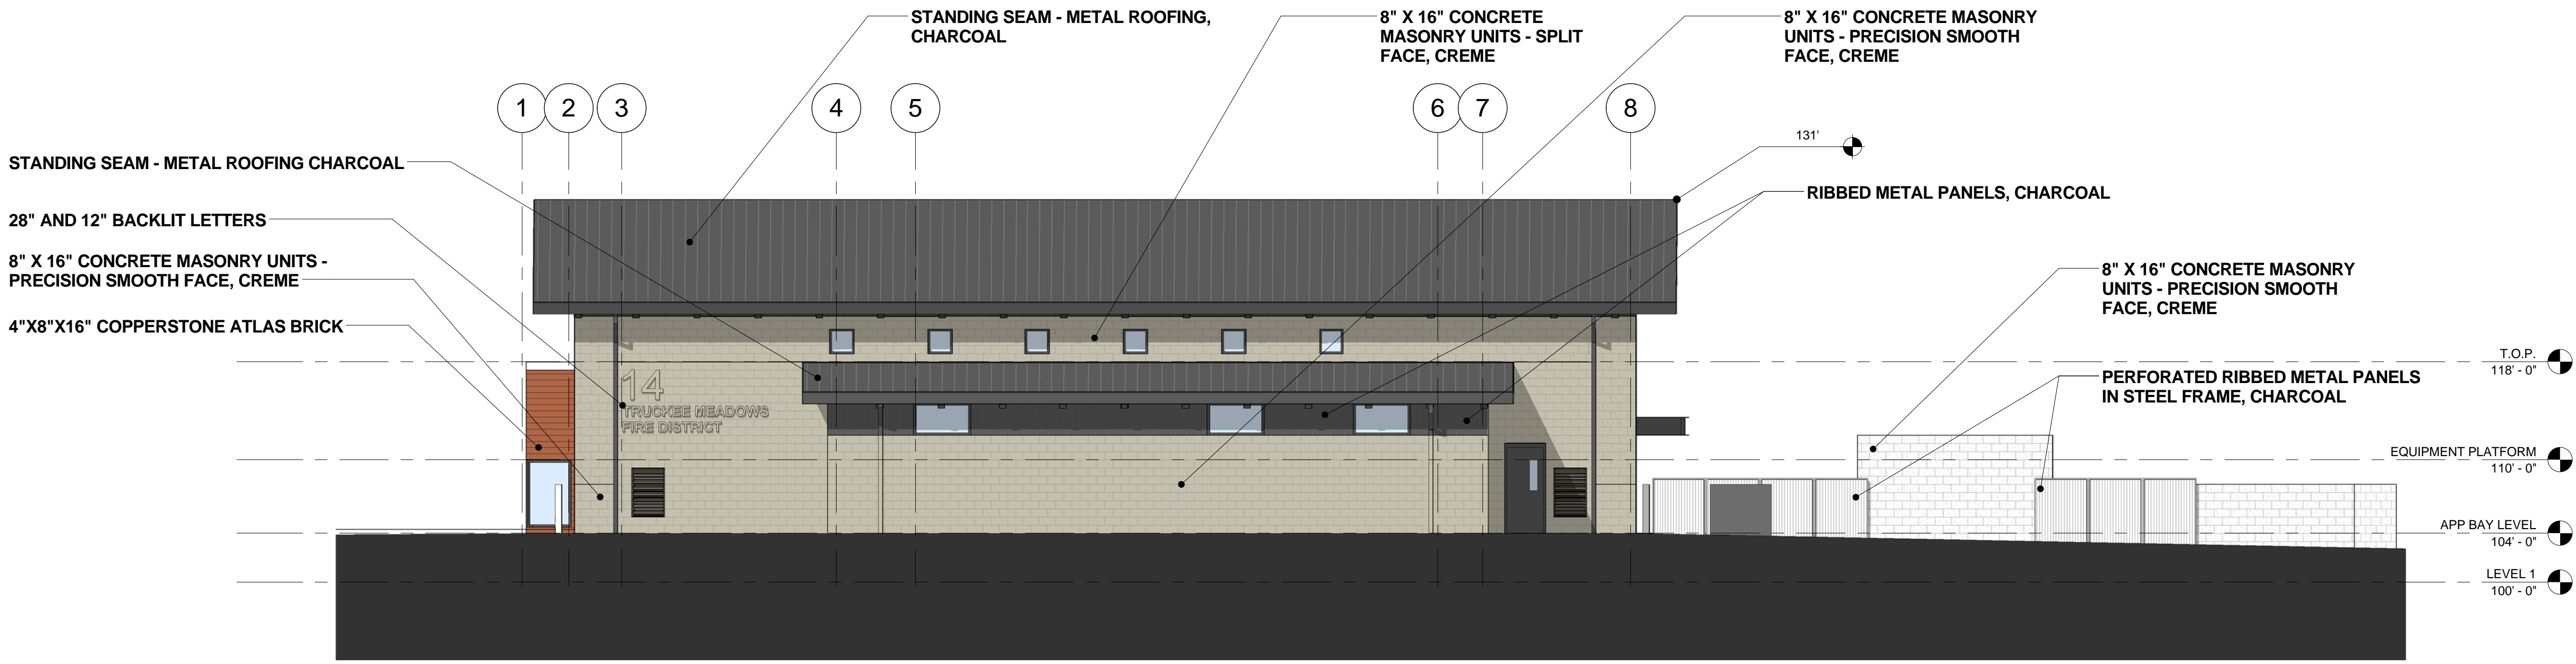 STANDING SEAM - METAL ROOFING,
CHARCOAL
8" X 16" CONCRETE
MASONRY UNITS - SPLIT
FACE, CREME
8" X 16" CONCRETE MASONRY
UNITS - PRECISION SMOOTH
FACE, CREME
1
2
3
4
5
6
7
8
131'
STANDING SEAM - METAL ROOFING CHARCOAL
RIBBED METAL PANELS, CHARCOAL
28" AND 12" BACKLIT LETTERS
8" X 16" CONCRETE MASONRY UNITS -
PRECISION SMOOTH FACE, CREME
8" X 16" CONCRETE MASONRY
UNITS - PRECISION SMOOTH
FACE, CREME
4"X8"X16" COPPERSTONE ATLAS BRICK
T.O.P.
118' - 0"
PERFORATED RIBBED METAL PANELS
IN STEEL FRAME, CHARCOAL
14
TRUCKEE MEADOWS
FIRE DISTRICT
EQUIPMENT PLATFORM
110' - 0"
APP BAY LEVEL
104' - 0"
LEVEL 1
100' - 0"